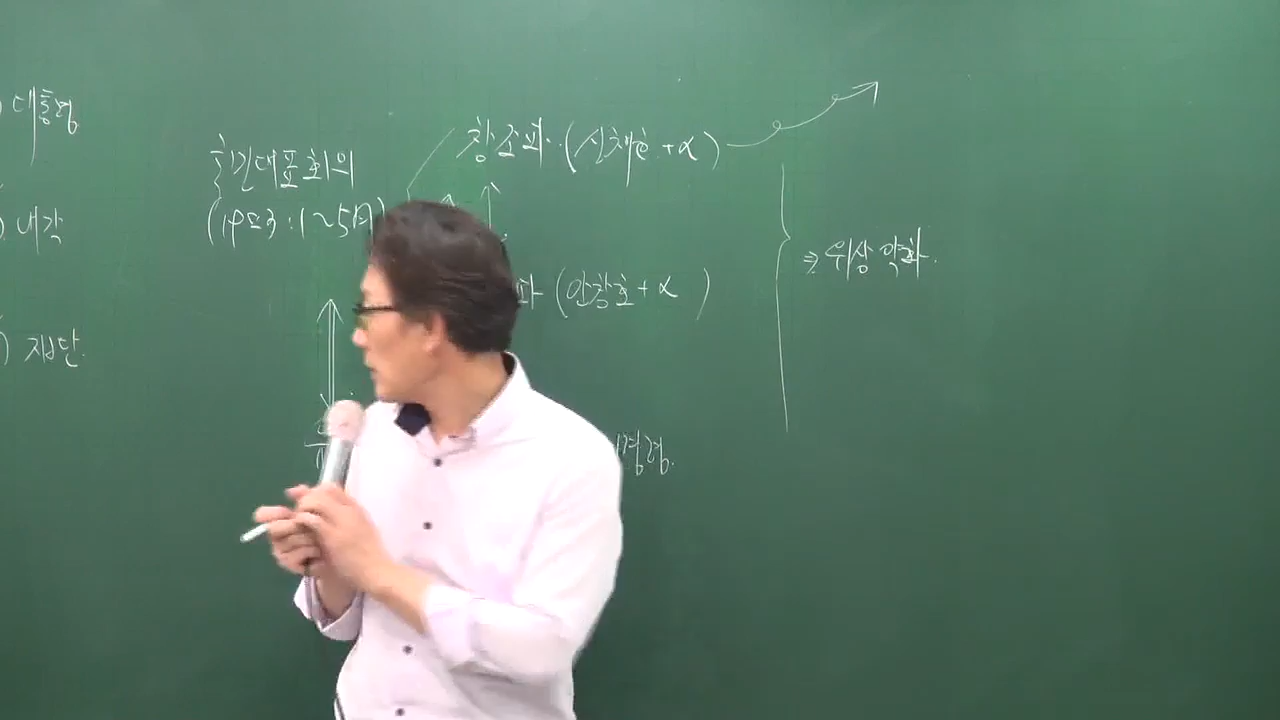 대통령
내각
집단.
국민대표회의
(1923 : 1~5月)
창조파 (신채호 + α)
파 (안창호 + α )
⇒ 위상 약화.